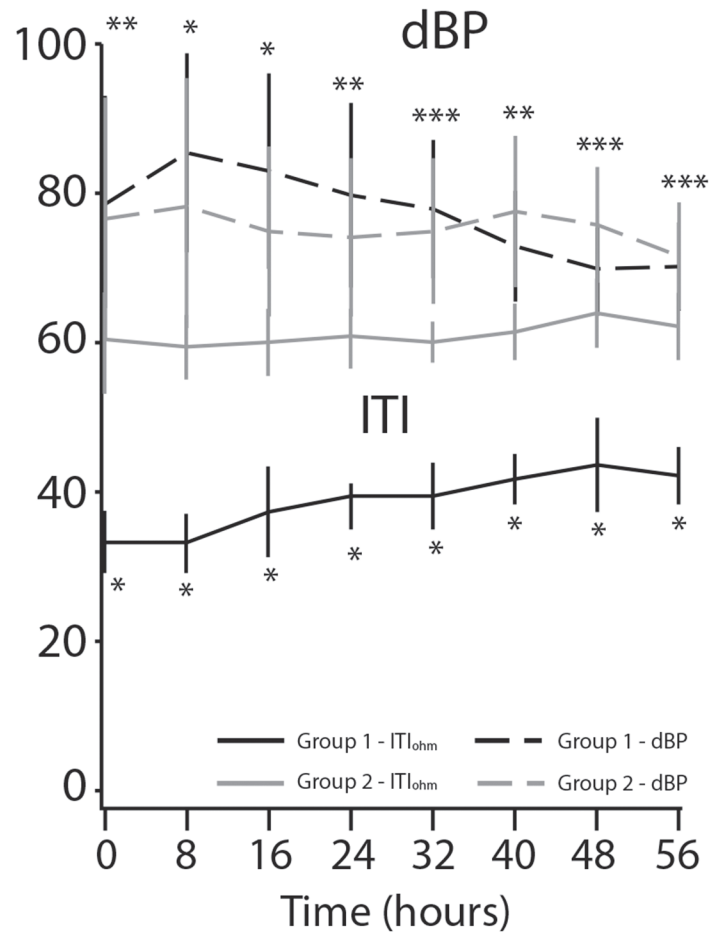 dBP
** * * ** *** ** *** ***
100
80
60
ITI
40
* * * * * * * *
20
Group 1 - ITIohm Group 1 - dBP
Group 2 - ITIohm Group 2 - dBP
0
0 8 16 24 32 40 48 56
Time (hours)